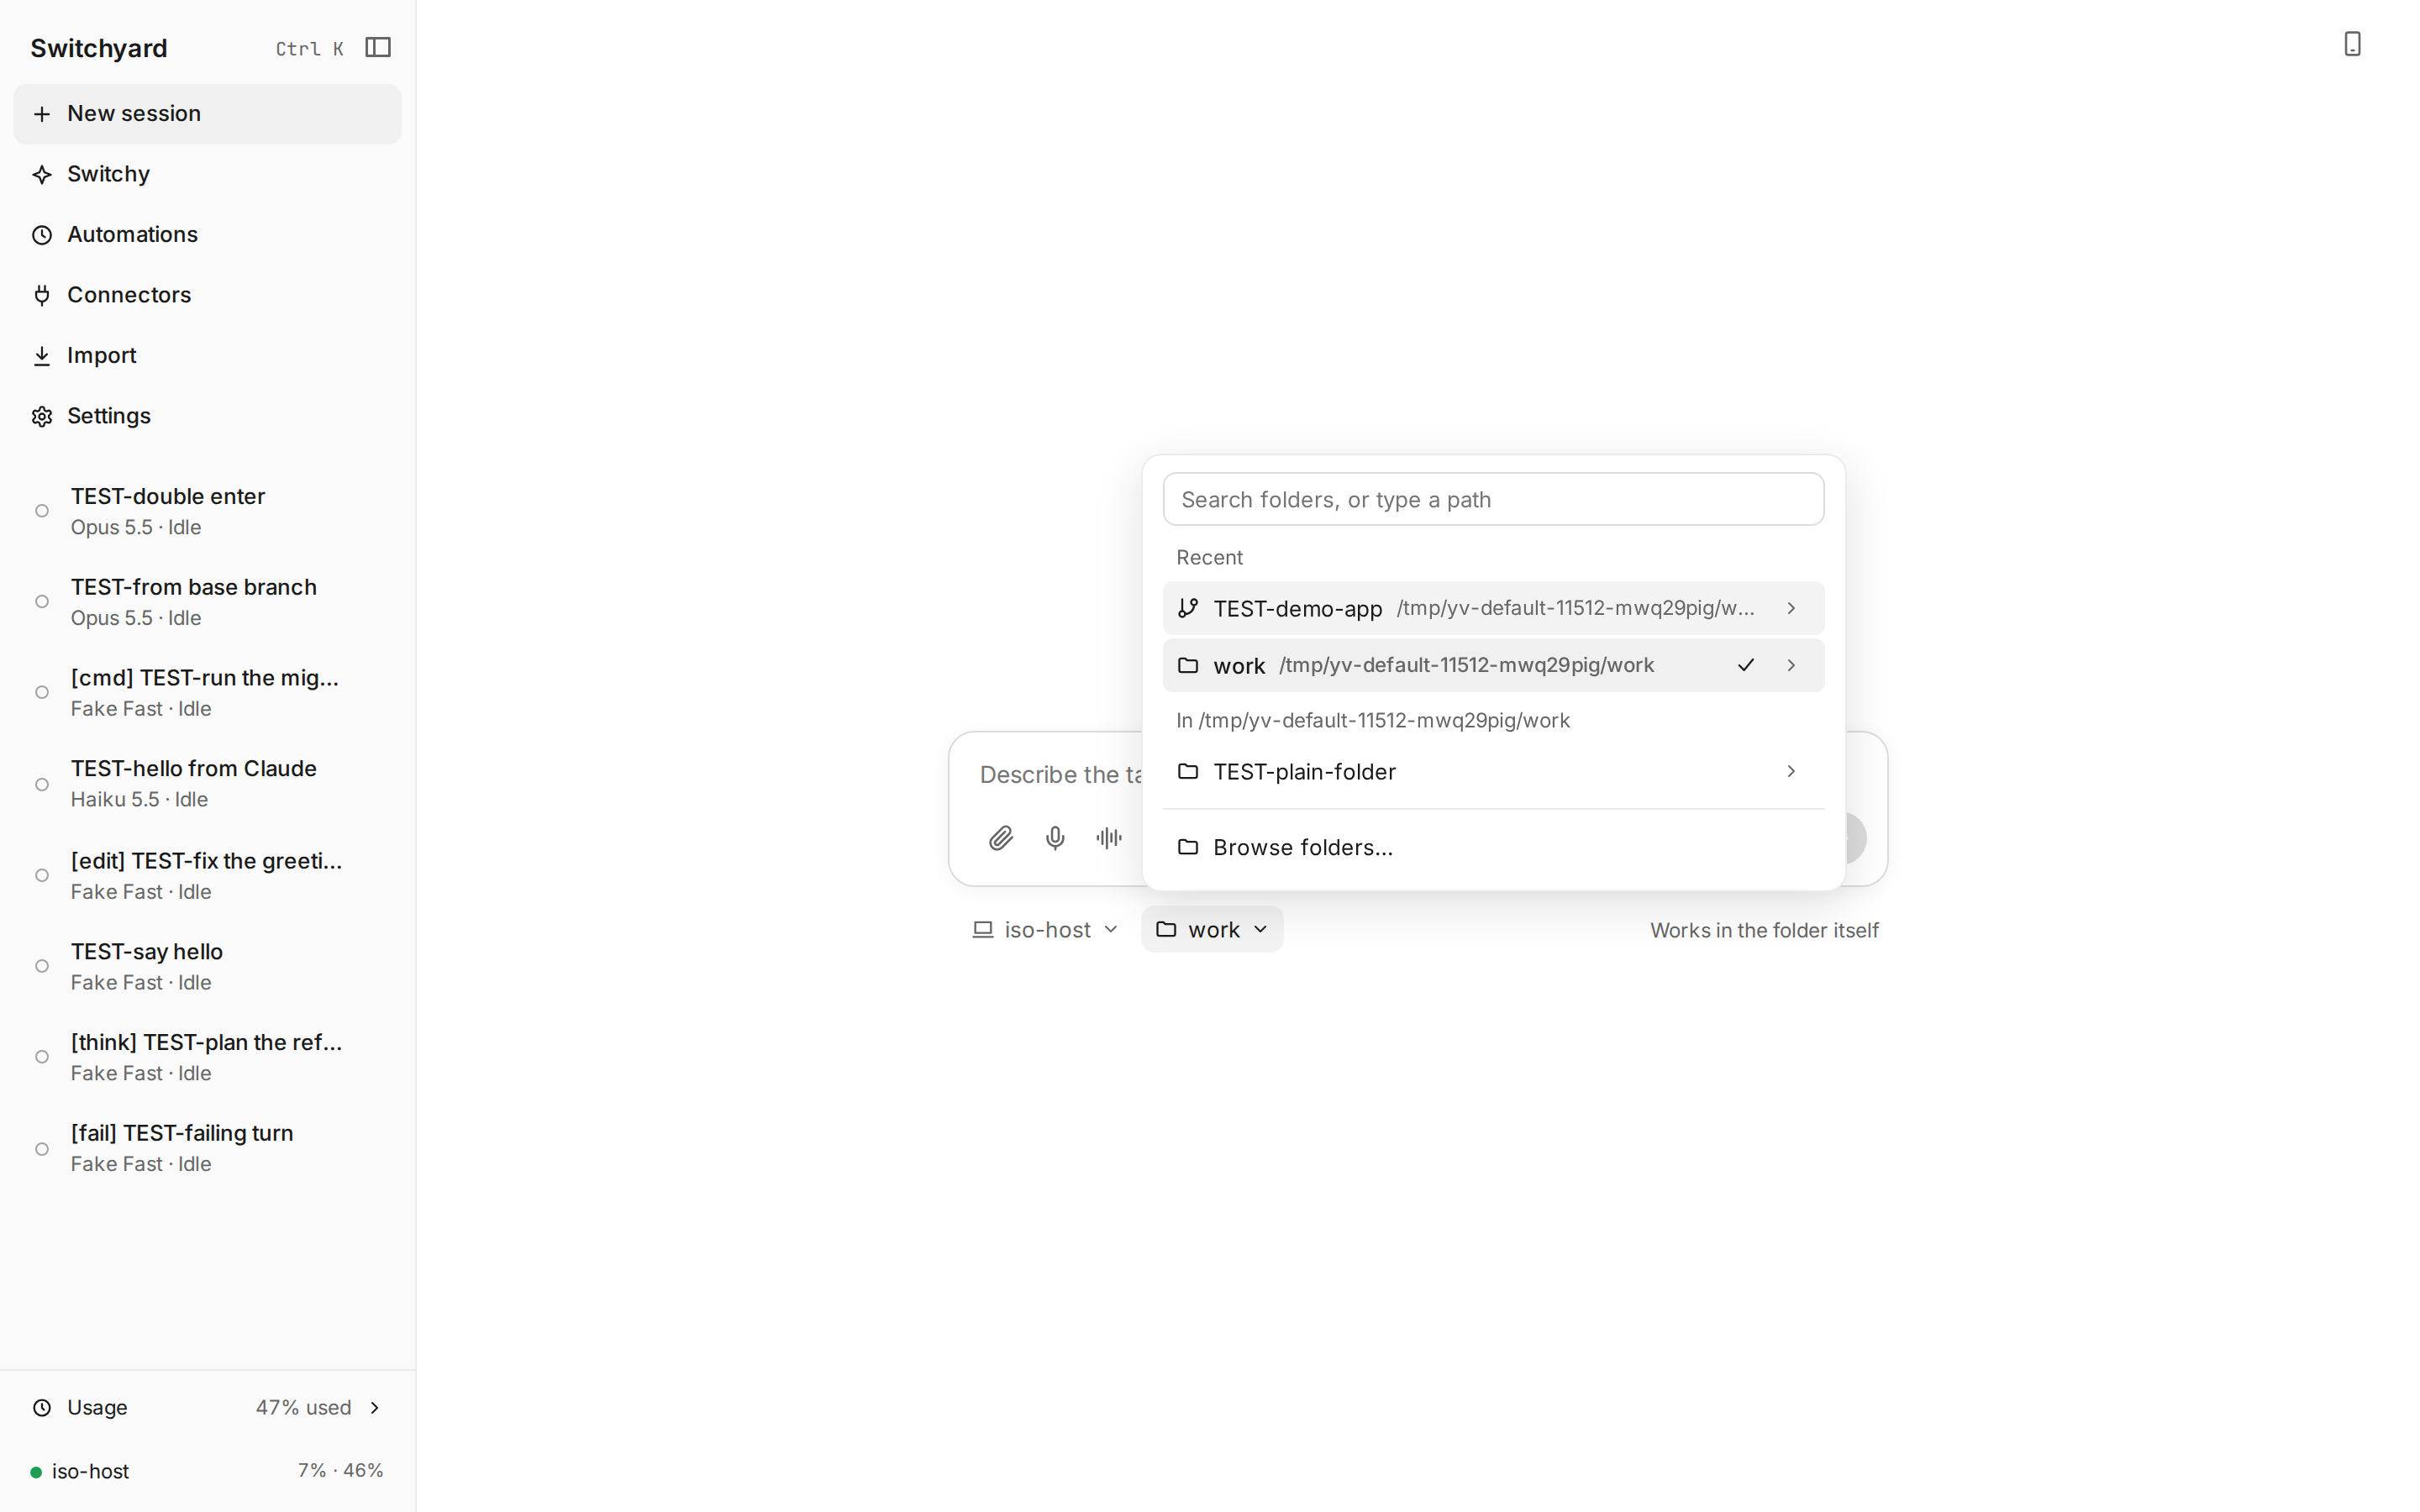 Switchyard Ctrl K
New session
Switchy
Automations
Connectors
Import
Settings
TEST-double enter
Opus 5.5 · Idle
TEST-from base branch
Opus 5.5 · Idle
[cmd] TEST-run the mig...
Fake Fast · Idle
TEST-hello from Claude
Haiku 5.5 · Idle
[edit] TEST-fix the greeti...
Fake Fast · Idle
TEST-say hello
Fake Fast · Idle
[think] TEST-plan the ref...
Fake Fast · Idle
[fail] TEST-failing turn
Fake Fast · Idle
Usage 47% used
iso-host 7% · 46%
Search folders, or type a path
Recent
TEST-demo-app /tmp/yv-default-11512-mwq29pig/w...
work /tmp/yv-default-11512-mwq29pig/work
In /tmp/yv-default-11512-mwq29pig/work
TEST-plain-folder
Browse folders...
Describe the ta
iso-host work Works in the folder itself